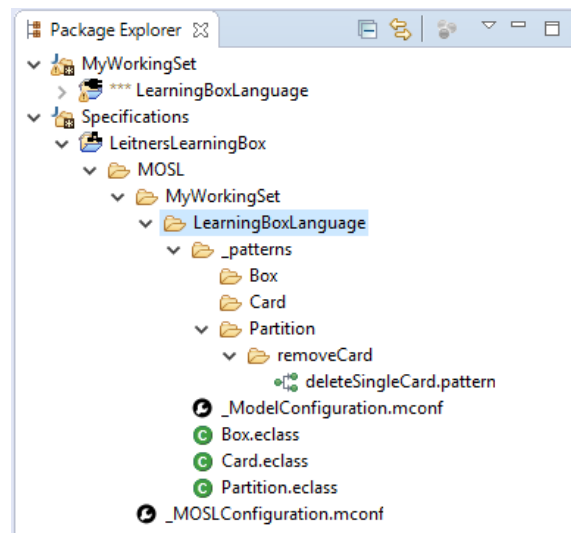 Package Explorer
MyWorkingSet
*** LearningBoxLanguage
Specifications
LeitnersLearningBox
MOSL
MyWorkingSet
LearningBoxLanguage
_patterns
Box
Card
Partition
removeCard
deleteSingleCard.pattern
_ModelConfiguration.mconf
C Box.eclass
C Card.eclass
C Partition.eclass
_MOSLConfiguration.mconf